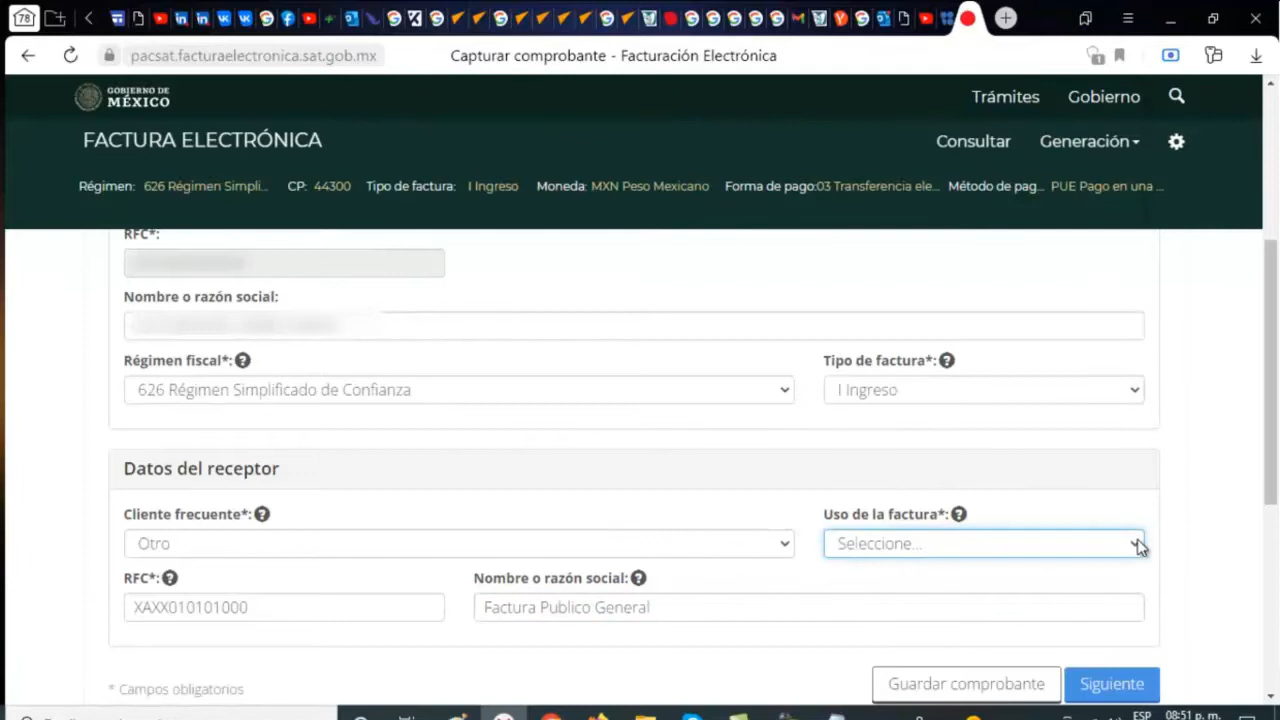 78
pacsat.facturaelectronica.sat.gob.mx
Capturar comprobante - Facturación Electrónica
GOBIERNO DE
MÉXICO
Trámites
Gobierno
FACTURA ELECTRÓNICA
Consultar
Generación
Régimen: 626 Régimen Simpli... CP: 44300 Tipo de factura: I Ingreso Moneda: MXN Peso Mexicano Forma de pago:03 Transferencia ele... Método de pag... PUE Pago en una ...
RFC*:
Nombre o razón social:
Régimen fiscal*:
Tipo de factura*:
626 Régimen Simplificado de Confianza
I Ingreso
Datos del receptor
Cliente frecuente*:
Uso de la factura*:
Otro
Seleccione...
RFC*:
Nombre o razón social:
XAXX010101000
Factura Publico General
* Campos obligatorios
Guardar comprobante
Siguiente
ESP
08:51 p. m.